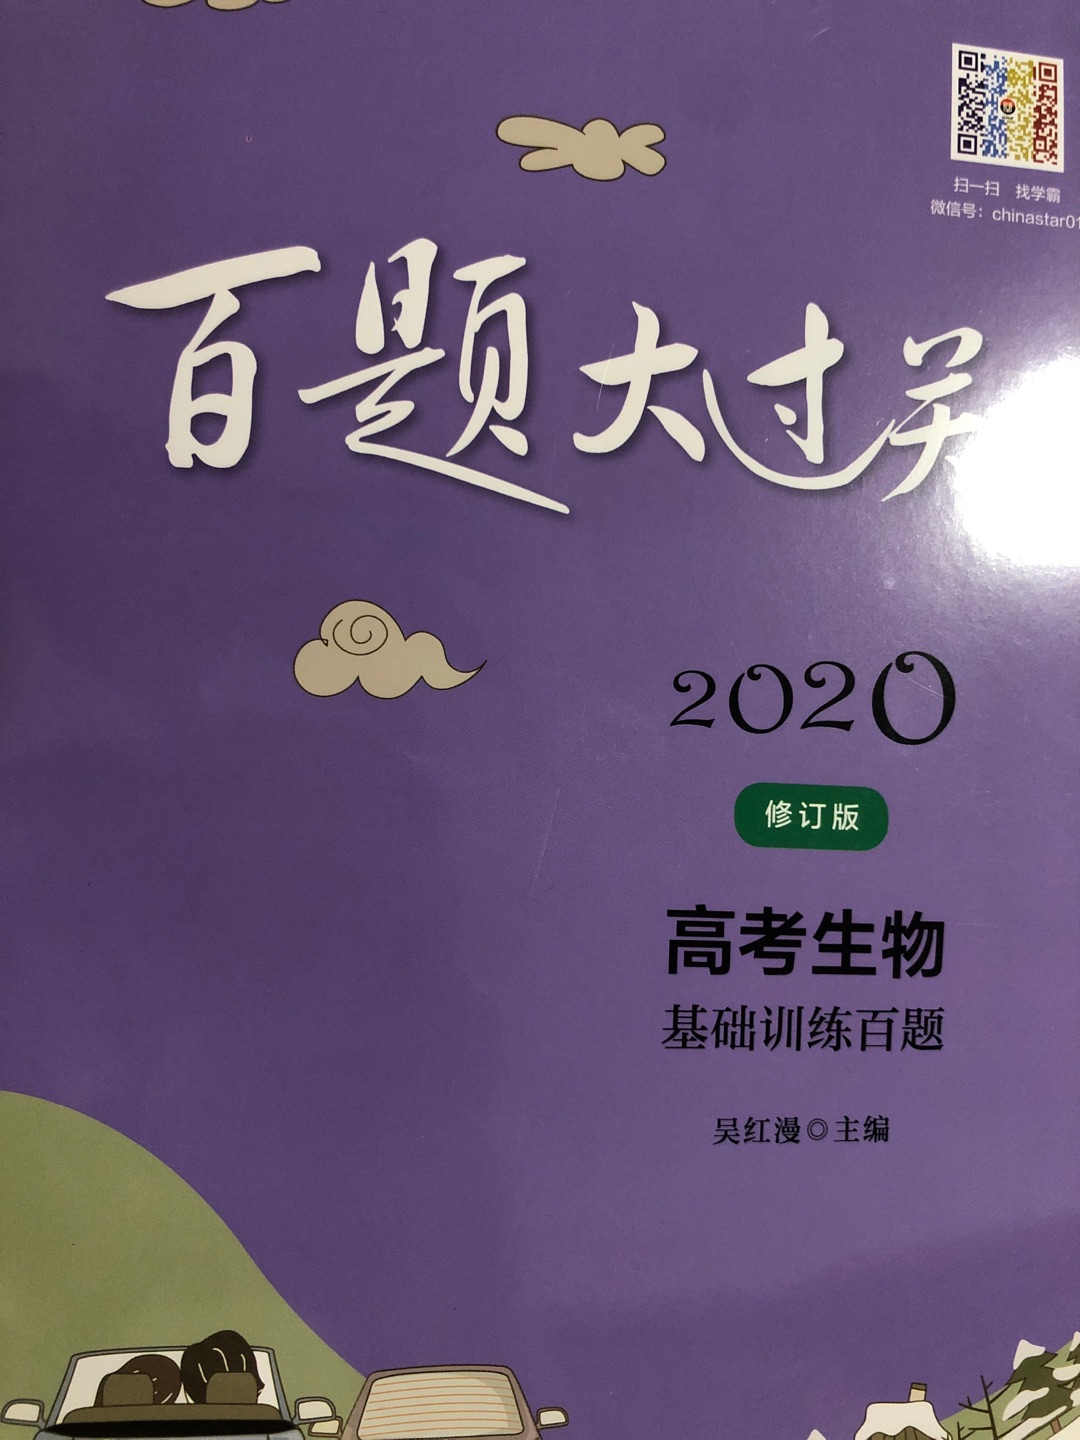 扫一扫 找学霸
微信号：chinastar01
百题大过关
2020
修订版
高考生物
基础训练百题
吴红漫◎主编